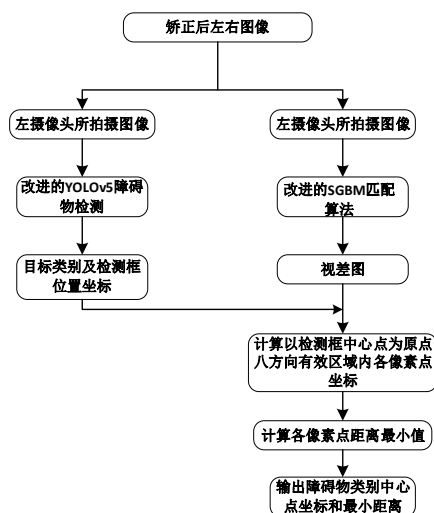 矫正后左右图像
左摄像头所拍摄图像
左摄像头所拍摄图像
改进的YOLOv5障碍
物检测
改进的SGBM匹配
算法
目标类别及检测框
位置坐标
视差图
计算以检测框中心点为原点
八方向有效区域内各像素点
坐标
计算各像素点距离最小值
输出障碍物类别中心
点坐标和最小距离